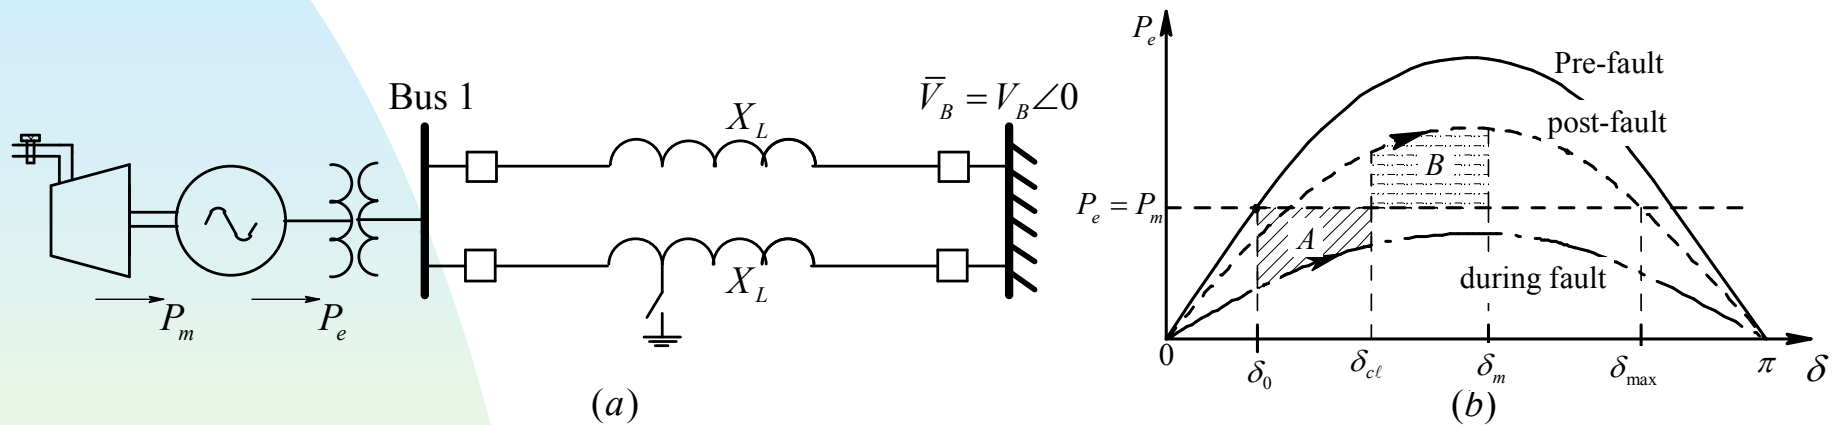 Bus 1
X_L
V̄_B = V_B∠0
X_L
P_m
P_e
(a)
P_e
Pre-fault
post-fault
B
P_e = P_m
A
during fault
0
δ_0
δ_cℓ
δ_m
δ_max
π
δ
(b)